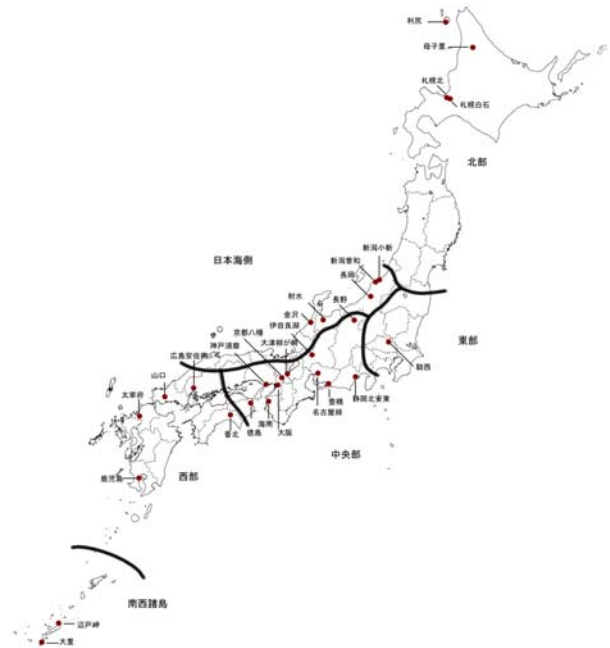 利尻
母子里
札幌北
札幌白石
北部
日本海側
新潟小新
新潟曽和
長岡
射水
長野
金沢
伊自良湖
京都八幡
大津柳が崎
神戸須磨
広島安佐南
山口
太宰府
東部
騎西
静岡北安東
豊橋
名古屋緑
大阪
海南
徳島
香北
中央部
鹿児島
西部
南西諸島
辺戸岬
大里